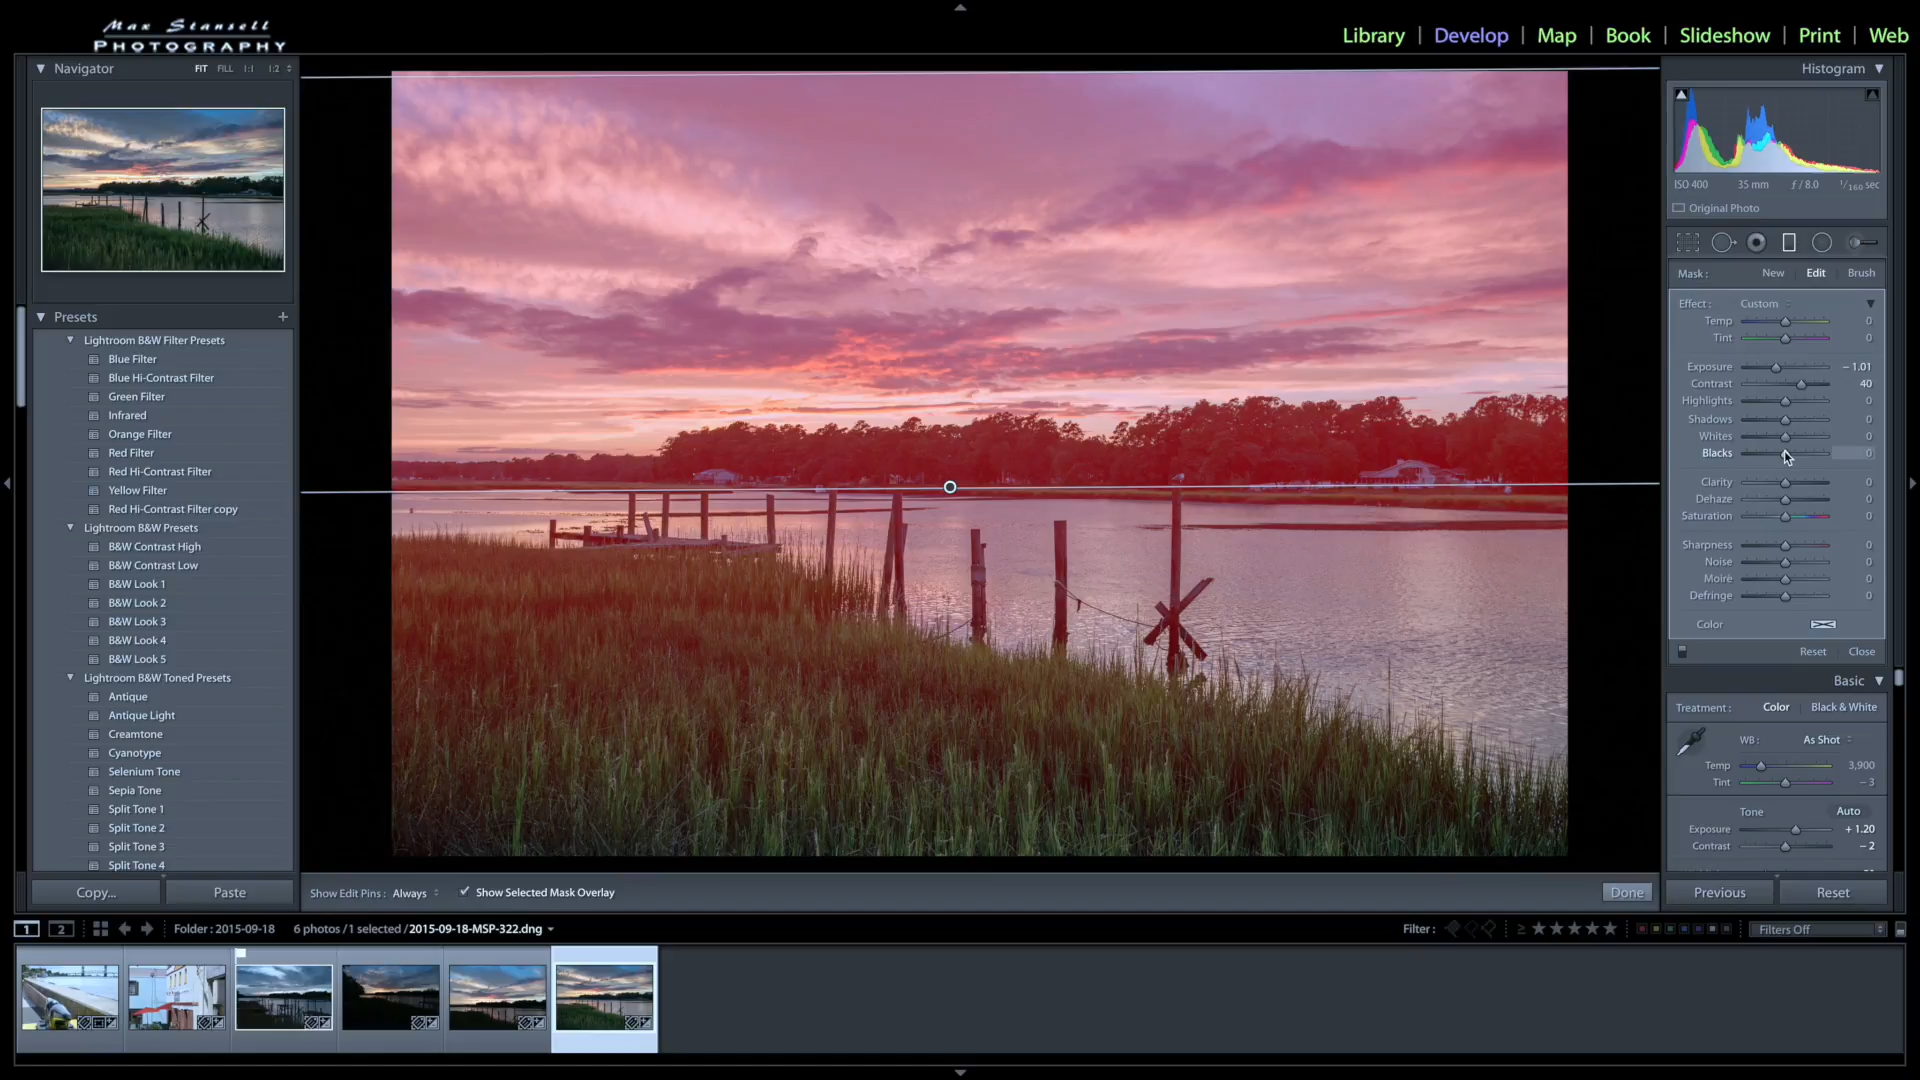 Max Stansell
PHOTOGRAPHY
Library | Develop | Map | Book | Slideshow | Print | Web
Navigator FIT FILL 1:1 1:2
Presets +
Lightroom B&W Filter Presets
Blue Filter
Blue Hi-Contrast Filter
Green Filter
Infrared
Orange Filter
Red Filter
Red Hi-Contrast Filter
Yellow Filter
Red Hi-Contrast Filter copy
Lightroom B&W Presets
B&W Contrast High
B&W Contrast Low
B&W Look 1
B&W Look 2
B&W Look 3
B&W Look 4
B&W Look 5
Lightroom B&W Toned Presets
Antique
Antique Light
Creamtone
Cyanotype
Selenium Tone
Sepia Tone
Split Tone 1
Split Tone 2
Split Tone 3
Split Tone 4
Copy... Paste
Show Edit Pins : Always Show Selected Mask Overlay Done
Histogram
ISO 400 35 mm ƒ / 8.0 1/160 sec
Original Photo
Mask : New Edit Brush
Effect : Custom
Temp 0
Tint 0
Exposure − 1.01
Contrast 40
Highlights 0
Shadows 0
Whites 0
Blacks 0
Clarity 0
Dehaze 0
Saturation 0
Sharpness 0
Noise 0
Moiré 0
Defringe 0
Color
Reset Close
Basic
Treatment : Color Black & White
WB : As Shot
Temp 3,900
Tint − 3
Tone Auto
Exposure + 1.20
Contrast − 2
Previous Reset
1 2 Folder : 2015-09-18 6 photos / 1 selected / 2015-09-18-MSP-322.dng Filter : ≥ ★★★★★ Filters Off